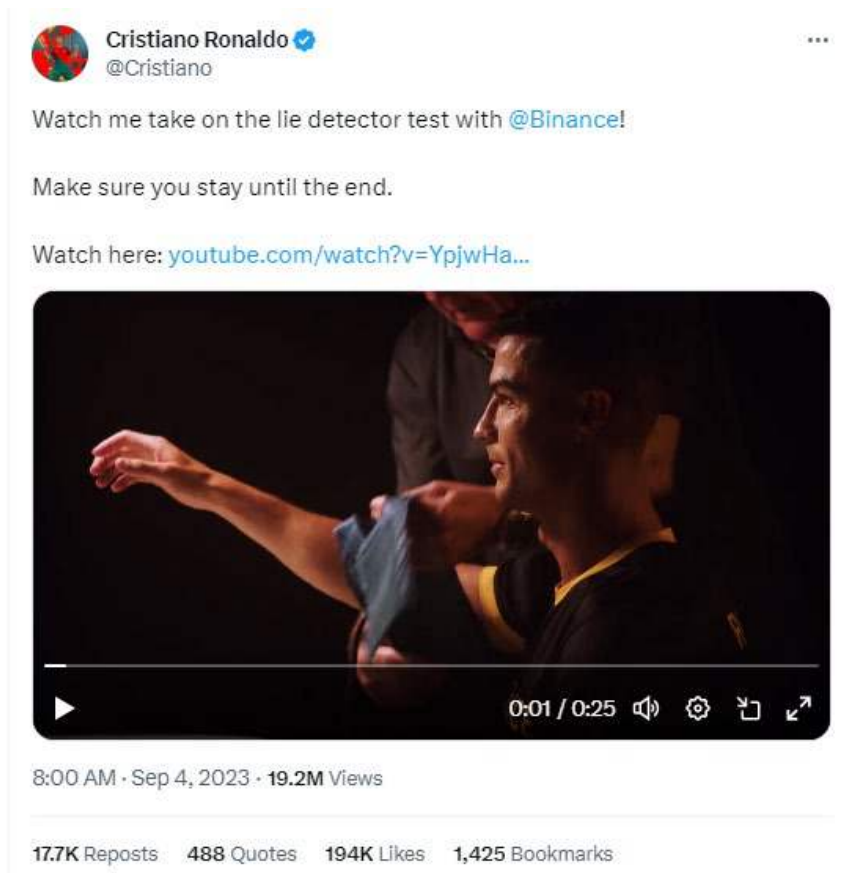 Cristiano Ronaldo
@Cristiano
Watch me take on the lie detector test with @Binance!
Make sure you stay until the end.
Watch here: youtube.com/watch?v=YpjwHa...
0:01 / 0:25
8:00 AM · Sep 4, 2023 · 19.2M Views
17.7K Reposts 488 Quotes 194K Likes 1,425 Bookmarks